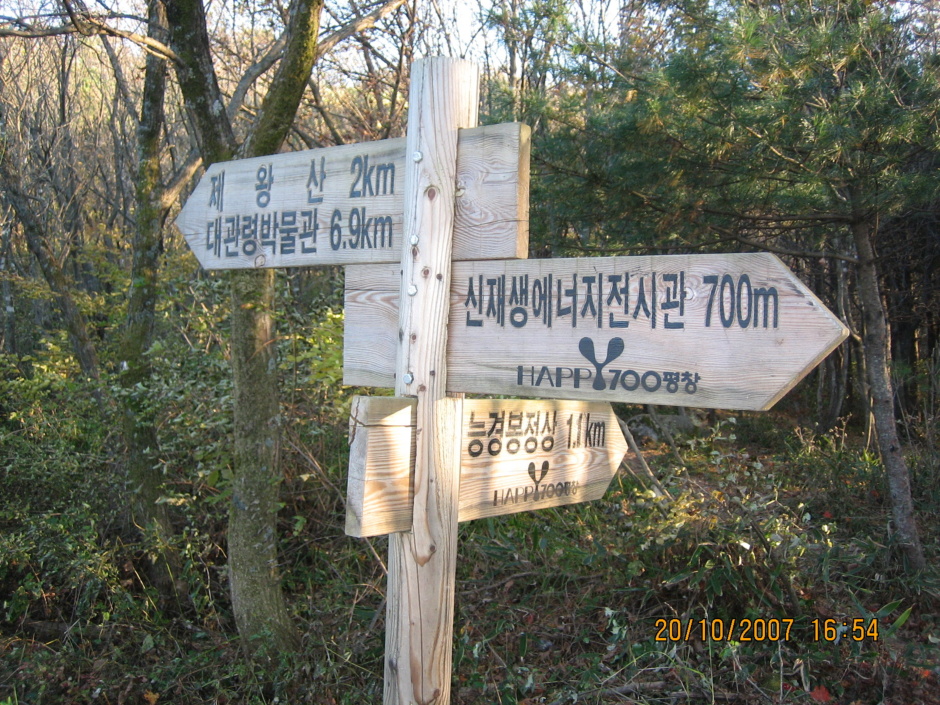 제 왕 산 2km
대관령박물관 6.9km
신재생에너지전시관 700m
HAPPY700평창
능경봉정상 1.1km
HAPPY700평창
20/10/2007 16:54